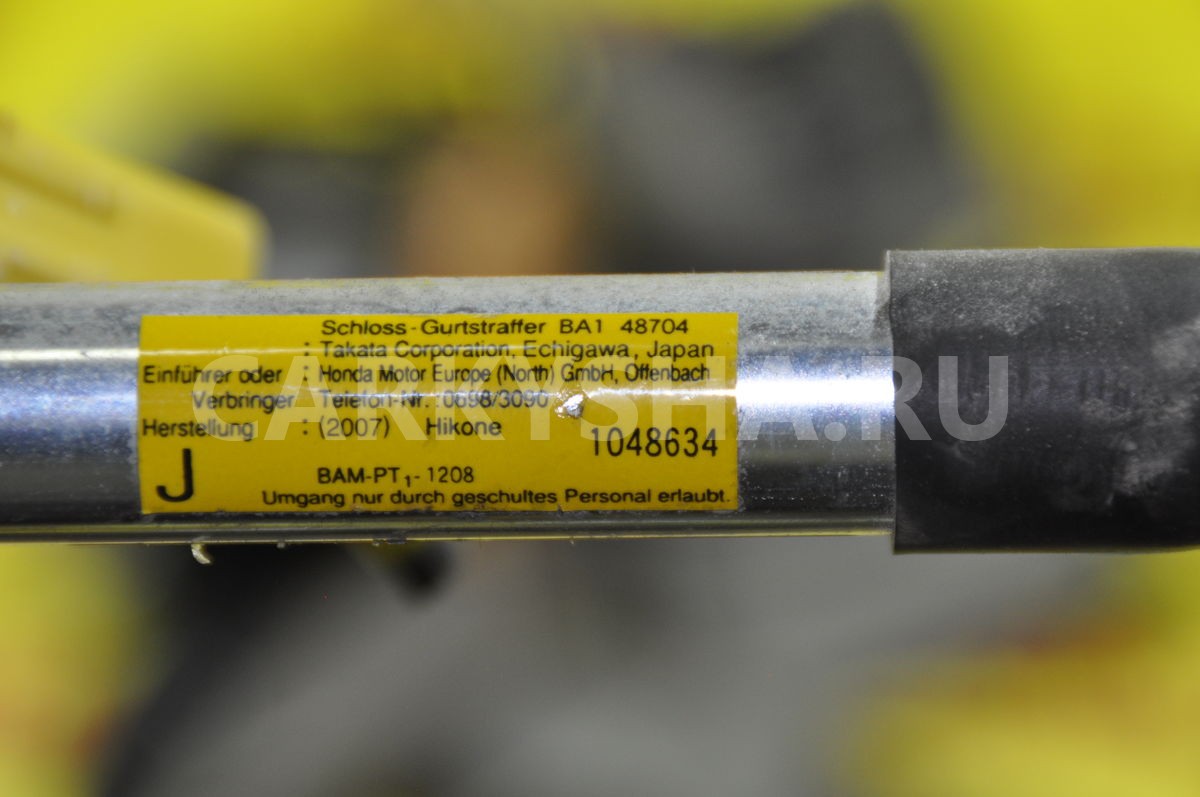 Schloss-Gurtstraffer BA1 48704
: Takata Corporation, Echigawa, Japan
Einführer oder : Honda Motor Europe (North) GmbH, Offenbach
Verbringer Telefon-Nr. :0698/3090
Herstellung : (2007) Hikone
1048634
J
BAM-PT1-1208
Umgang nur durch geschultes Personal erlaubt.
CARKYSHA.RU